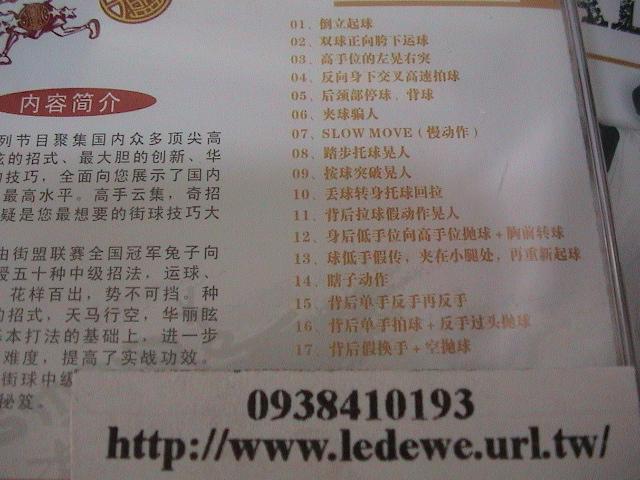 内容简介
列节目聚集国内众多顶尖高
的招式、最大胆的创新、华
技巧，全面向您展示了国内
最高水平。高手云集，奇招
疑是您最想要的街球技巧大
由街盟联赛全国冠军兔子向
授五十种中级招法，运球、
花样百出，势不可挡。种
的招式，天马行空，华丽眩
本打法的基础上，进一步
难度，提高了实战功效。
街球中级
秘笈。
01、倒立起球
02、双球正向胯下运球
03、高手位的左晃右突
04、反向身下交叉高速拍球
05、后颈部停球、背球
06、夹球骗人
07、SLOW MOVE（慢动作）
08、踏步托球晃人
09、按球突破晃人
10、丢球转身托球回拉
11、背后拉球假动作晃人
12、身后低手位向高手位抛球+胸前转球
13、球低手假传，夹在小腿处，再重新起球
14、瞎子动作
15、背后单手反手再反手
16、背后单手拍球+反手过头抛球
17、背后假换手+空抛球
0938410193
http://www.ledewe.url.tw/